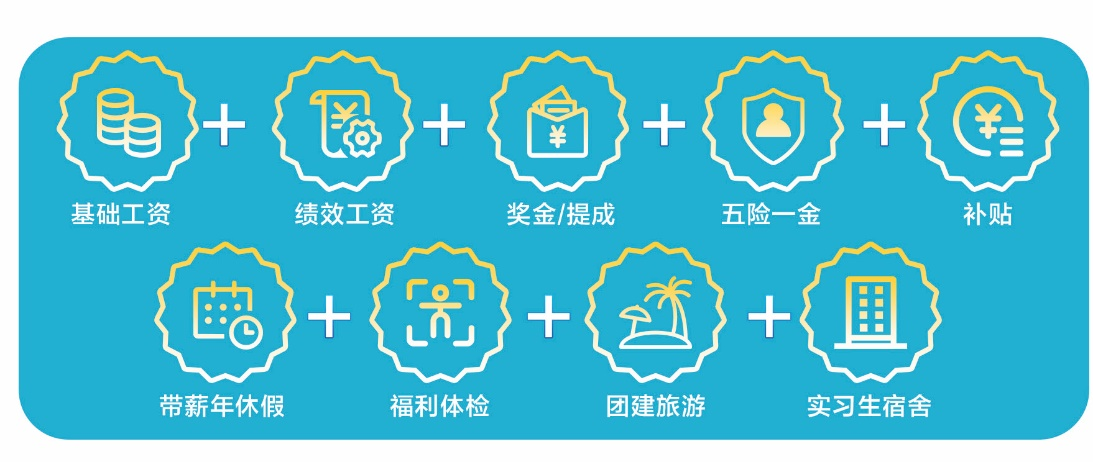 基础工资 绩效工资 奖金/提成 五险一金 补贴
带薪年休假 福利体检 团建旅游 实习生宿舍